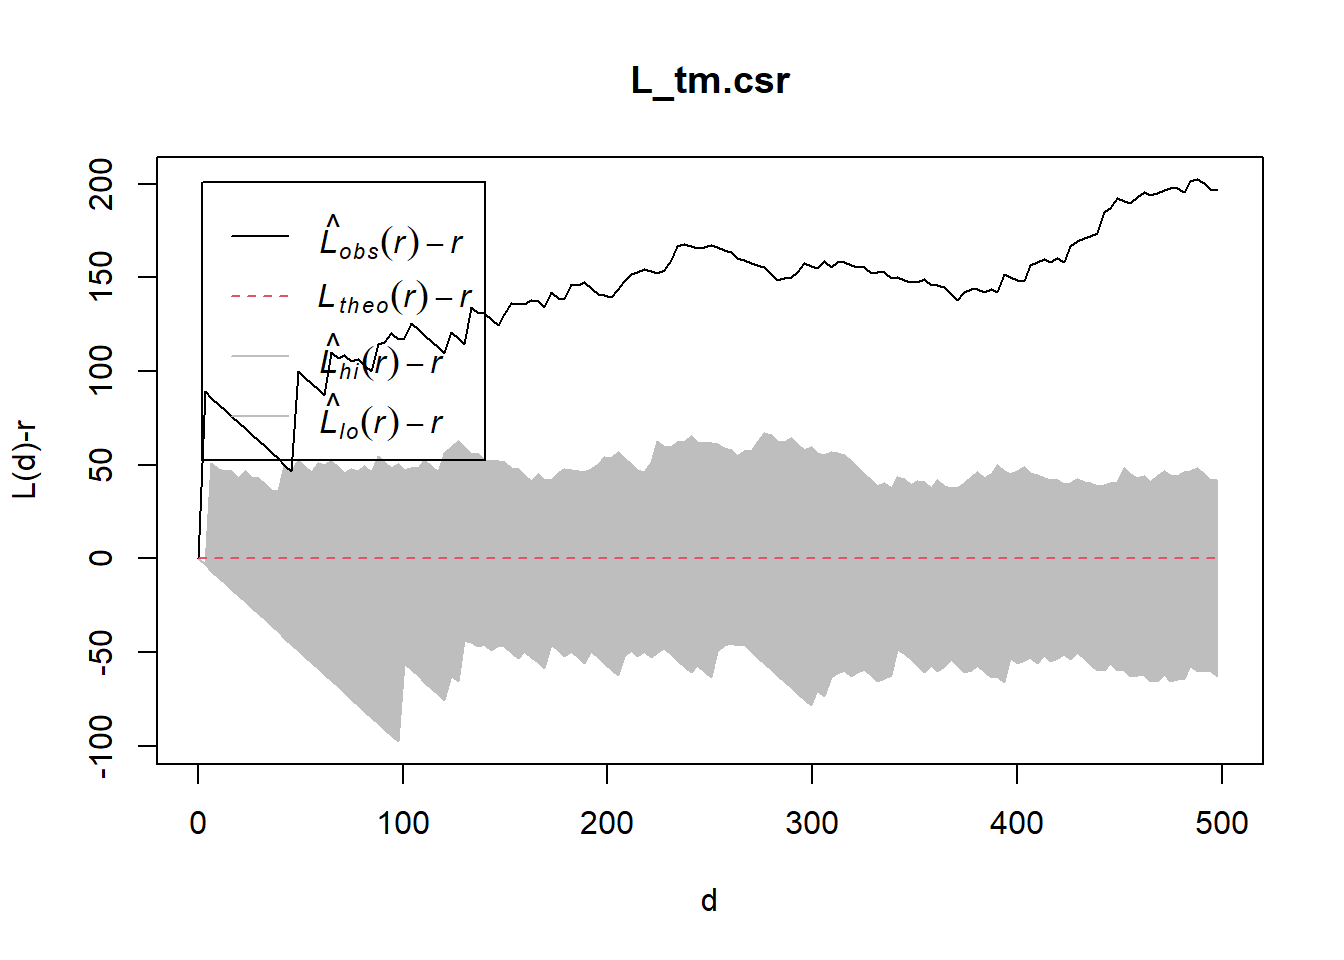 L_tm.csr
L̂obs(r) − r
Ltheo(r) − r
L̂hi(r) − r
L̂lo(r) − r
L(d)-r
200
150
100
50
0
-50
-100
0 100 200 300 400 500
d